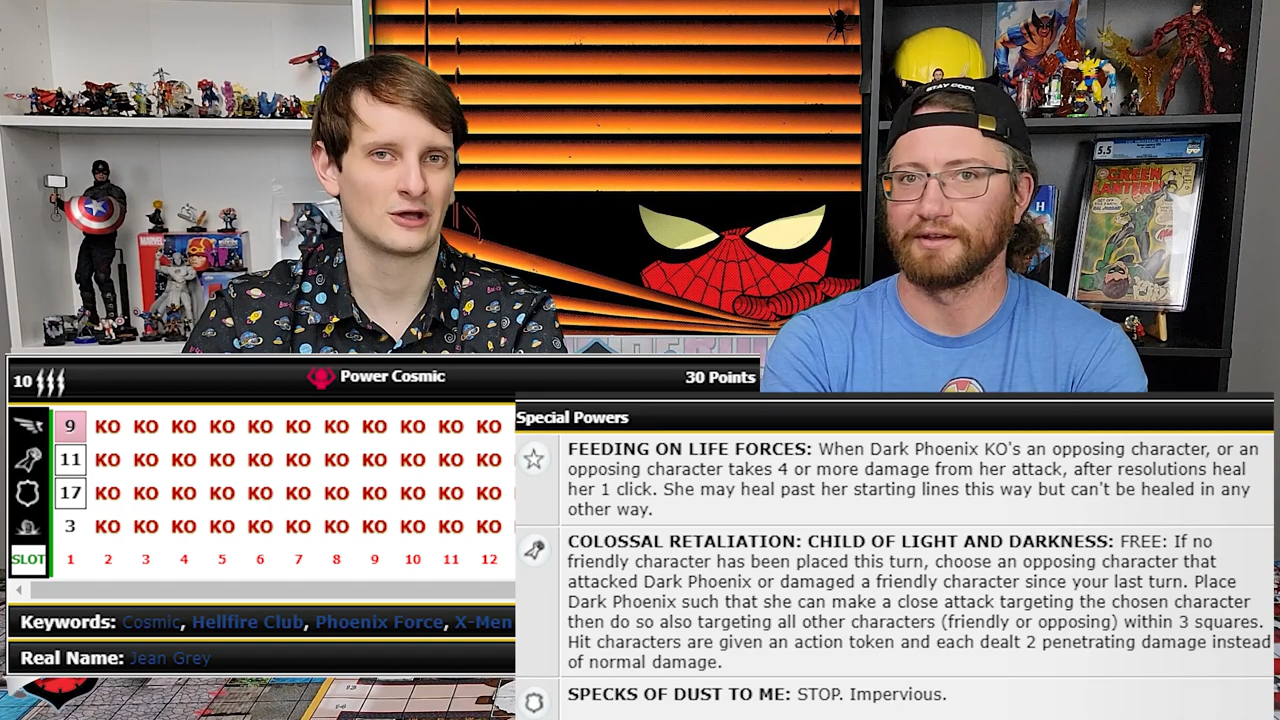 STAY COOL
MARVEL
5.5
GREEN
LANTERN
H
10
Power Cosmic
30 Points
9 KO KO KO KO KO KO KO KO KO KO KO
11 KO KO KO KO KO KO KO KO KO KO KO
17 KO KO KO KO KO KO KO KO KO KO KO
3 KO KO KO KO KO KO KO KO KO KO KO
SLOT 1 2 3 4 5 6 7 8 9 10 11 12
Keywords: Cosmic, Hellfire Club, Phoenix Force, X-Men
Real Name: Jean Grey
Special Powers
FEEDING ON LIFE FORCES: When Dark Phoenix KO's an opposing character, or an
opposing character takes 4 or more damage from her attack, after resolutions heal
her 1 click. She may heal past her starting lines this way but can't be healed in any
other way.
COLOSSAL RETALIATION: CHILD OF LIGHT AND DARKNESS: FREE: If no
friendly character has been placed this turn, choose an opposing character that
attacked Dark Phoenix or damaged a friendly character since your last turn. Place
Dark Phoenix such that she can make a close attack targeting the chosen character
then do so also targeting all other characters (friendly or opposing) within 3 squares.
Hit characters are given an action token and each dealt 2 penetrating damage instead
of normal damage.
SPECKS OF DUST TO ME: STOP. Impervious.